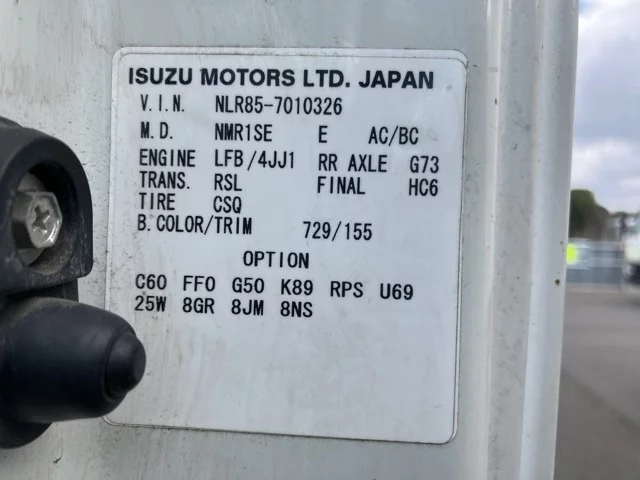 ISUZU MOTORS LTD. JAPAN
V.I.N. NLR85-7010326
M.D. NMR1SE E AC/BC
ENGINE LFB/4JJ1 RR AXLE G73
TRANS. RSL FINAL HC6
TIRE CSQ
B.COLOR/TRIM 729/155
OPTION
C60 FFO G50 K89 RPS U69
25W 8GR 8JM 8NS